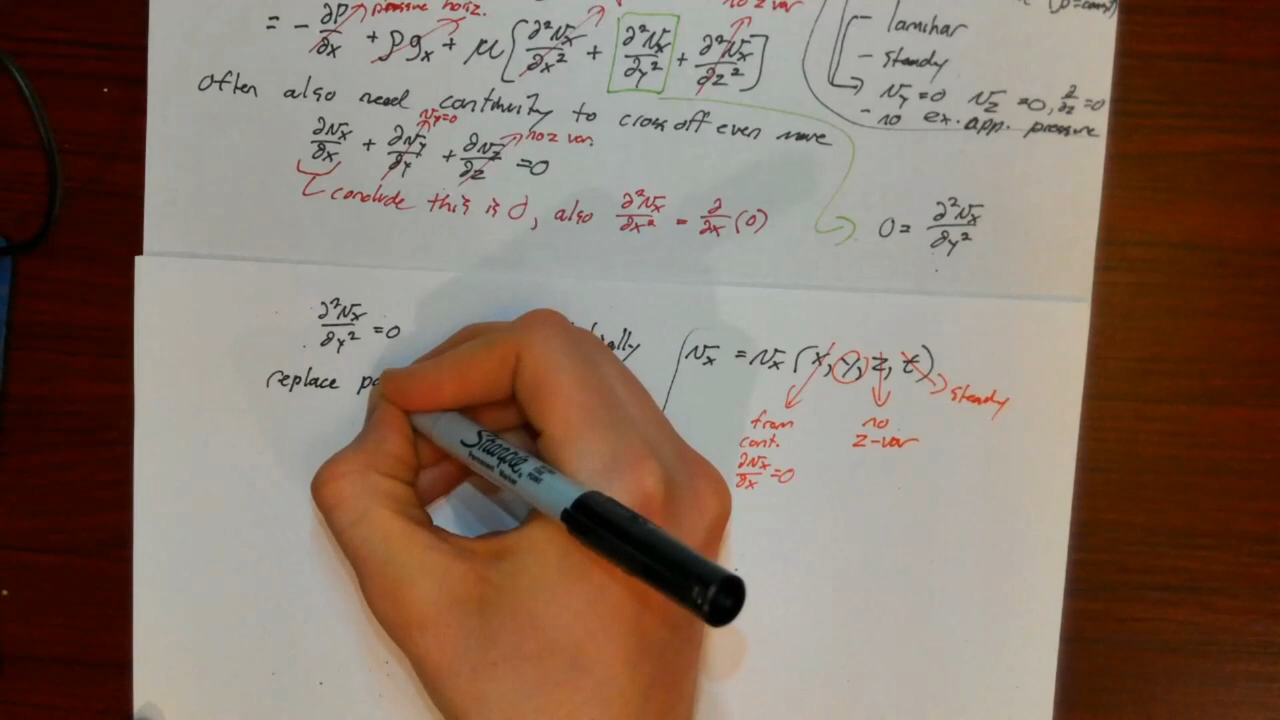 no z var
= - ∂P/∂x + ρg_x + μ[∂²v_x/∂x² + ∂²v_x/∂y² + ∂²v_x/∂z²]
pressure horiz.
- laminar
- steady
→ v_y = 0 v_z = 0, ∂/∂z = 0
- no ex. app. pressure
Often also need continuity to cross off even more
v_y=0
∂v_x/∂x + ∂v_y/∂y + ∂v_z/∂z = 0
no z var.
conclude this is 0, also ∂²v_x/∂x² = ∂/∂x (0)
0 = ∂²v_x/∂y²
∂²v_x/∂y² = 0
replace
v_x = v_x (x, y, z, t)
steady
from cont. ∂v_x/∂x = 0
no z-var
Sharpie